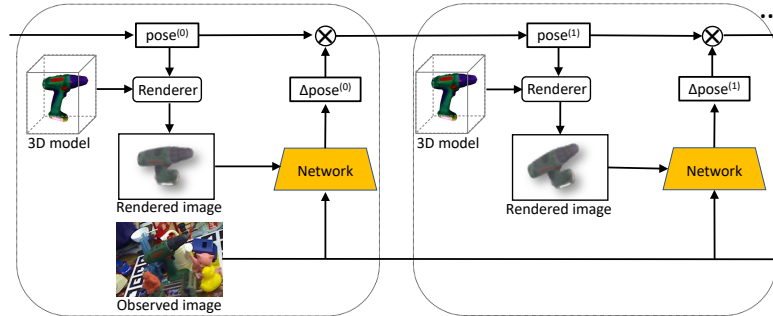 pose(0)
Renderer
Δpose(0)
3D model
Network
Rendered image
Observed image
pose(1)
Renderer
Δpose(1)
3D model
Network
Rendered image
...